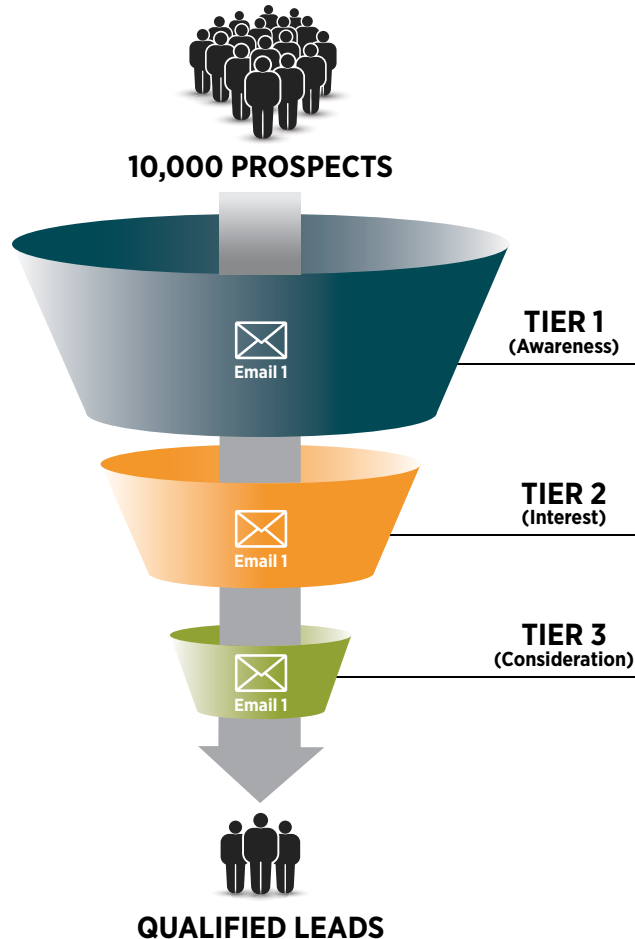 10,000 PROSPECTS
TIER 1
(Awareness)
Email 1
TIER 2
(Interest)
Email 1
TIER 3
(Consideration)
Email 1
QUALIFIED LEADS